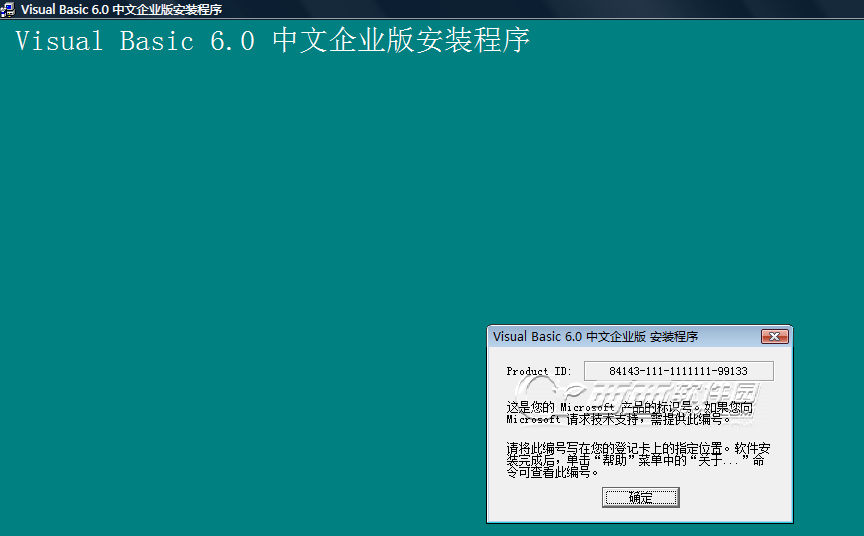 Visual Basic 6.0 中文企业版安装程序
Visual Basic 6.0 中文企业版安装程序
Visual Basic 6.0 中文企业版 安装程序
Product ID: 84143-111-1111111-99133
这是您的 Microsoft 产品的标识号。如果您向
Microsoft 请求技术支持，需提供此编号。
请将此编号写在您的登记卡上的指定位置。软件安
装完成后，单击“帮助”菜单中的“关于...”命
令可查看此编号。
确定